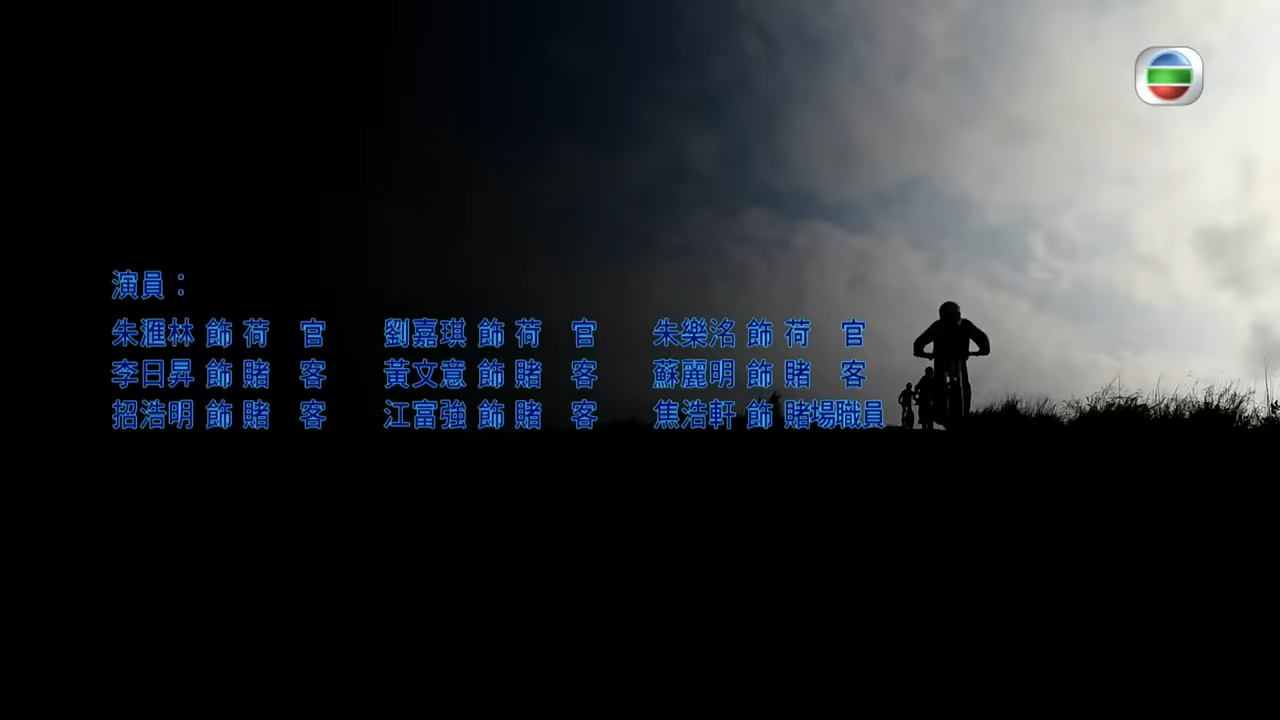 演員：
朱滙林 飾 荷 官 劉嘉琪 飾 荷 官 朱樂洺 飾 荷 官
李日昇 飾 賭 客 黃文意 飾 賭 客 蘇麗明 飾 賭 客
招浩明 飾 賭 客 江富強 飾 賭 客 焦浩軒 飾 賭場職員